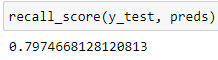 recall_score(y_test, preds)
0.7974668128120813